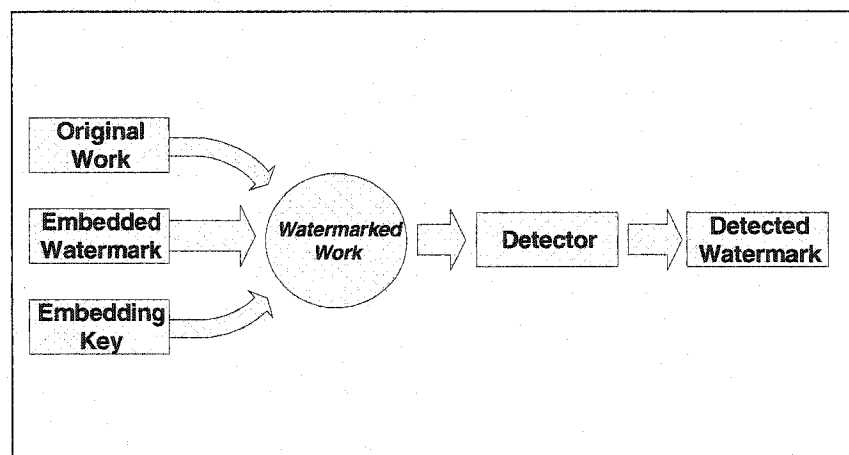 Original
Work
Embedded
Watermark
Embedding
Key
Watermarked
Work
Detector
Detected
Watermark